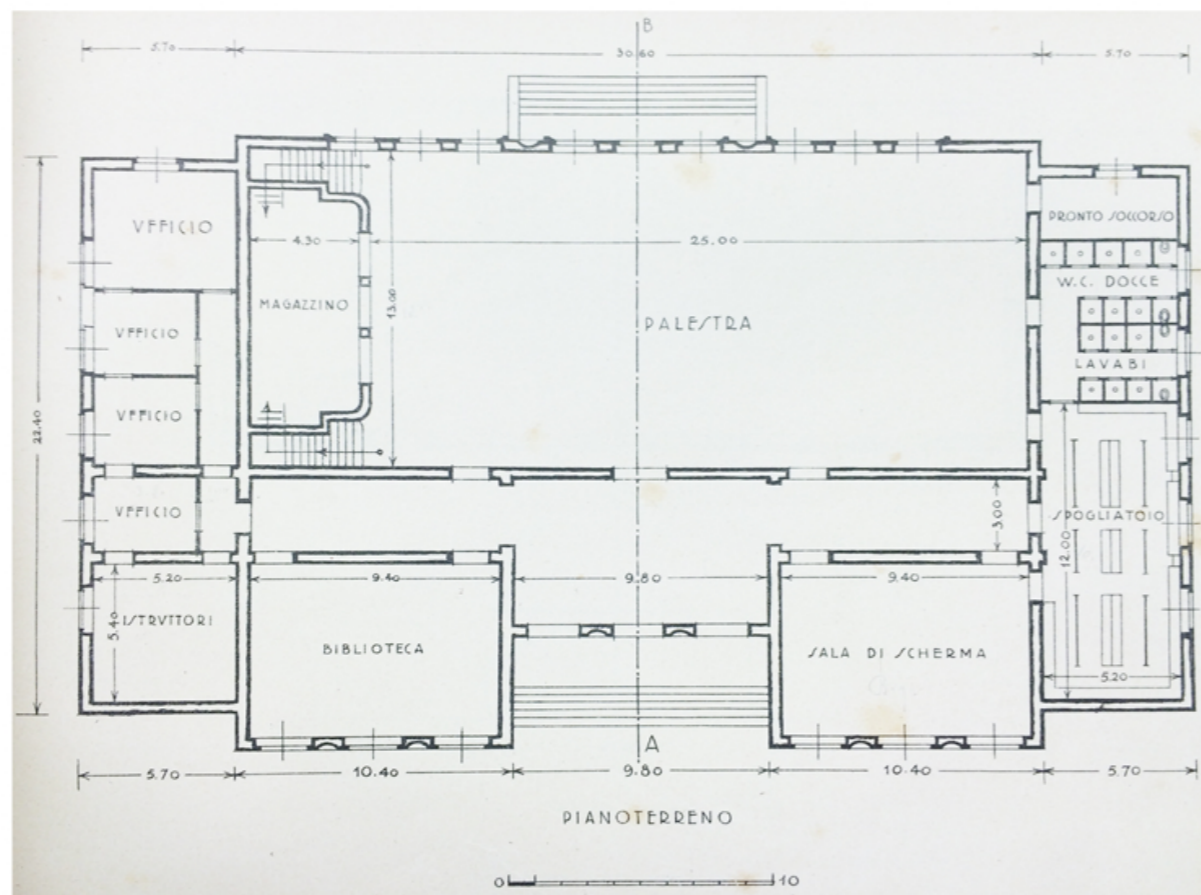 B
5.70
30.60
5.70
VFFICIO
PRONTO SOCCORSO
4.30
25.00
W.C. DOCCE
MAGAZZINO
13.00
PALESTRA
VFFICIO
LAVABI
VFFICIO
22.40
VFFICIO
3.00
SPOGLIATOIO
12.00
5.20
9.40
9.80
9.40
5.40
ISTRVTTORI
BIBLIOTECA
SALA DI SCHERMA
5.20
A
5.70
10.40
9.80
10.40
5.70
PIANOTERRENO
0
10